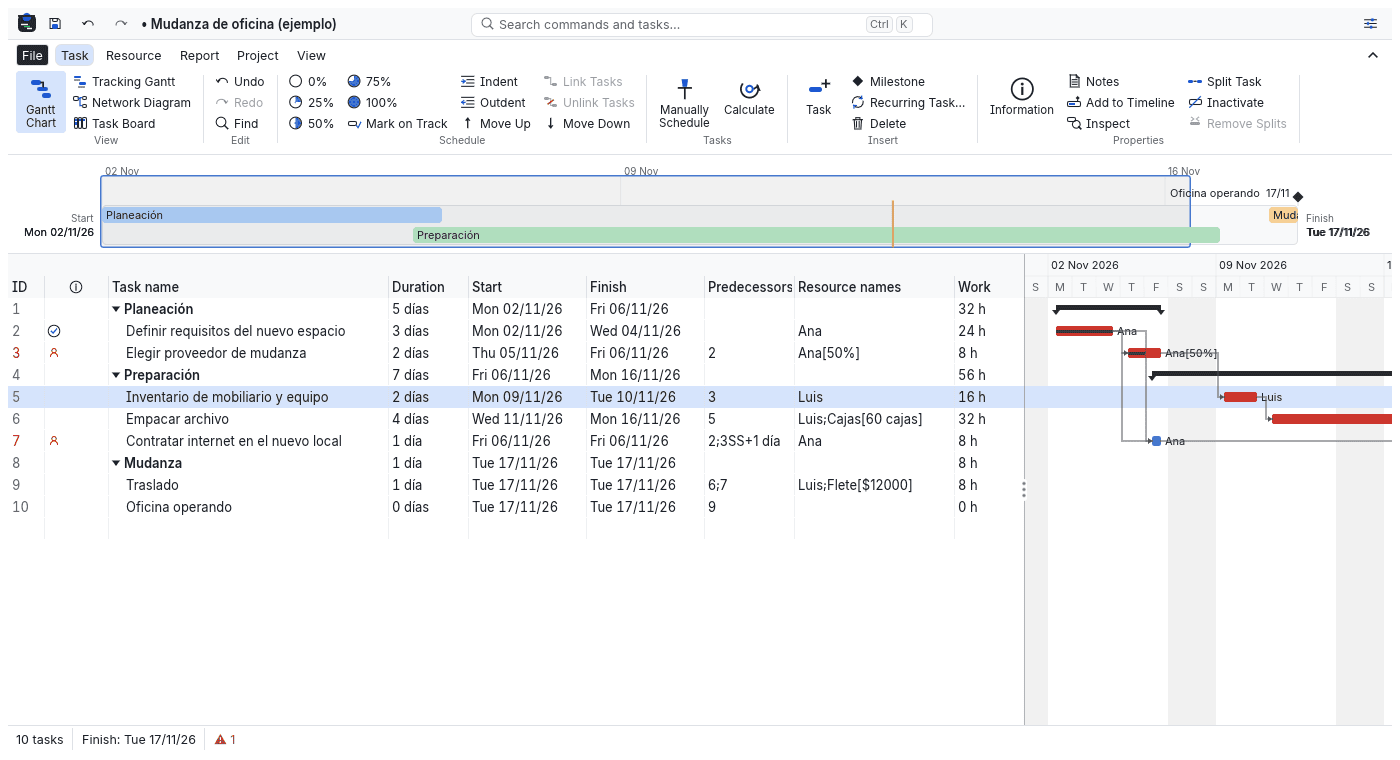 • Mudanza de oficina (ejemplo)
Search commands and tasks...
Ctrl K
File Task Resource Report Project View
Gantt Chart
Tracking Gantt
Network Diagram
Task Board
View
Undo
Redo
Find
Edit
0% 75%
25% 100%
50% Mark on Track
Indent Link Tasks
Outdent Unlink Tasks
Move Up Move Down
Schedule
Manually Schedule
Calculate
Tasks
Task
Milestone
Recurring Task...
Delete
Insert
Information
Notes Split Task
Add to Timeline Inactivate
Inspect Remove Splits
Properties
02 Nov 09 Nov 16 Nov
Oficina operando 17/11
Start
Mon 02/11/26
Planeación
Preparación
Muda
Finish
Tue 17/11/26
02 Nov 2026 09 Nov 2026 1
ID Task name Duration Start Finish Predecessors Resource names Work
S M T W T F S S M T W T F S S M
1 Planeación 5 días Mon 02/11/26 Fri 06/11/26 32 h
2 Definir requisitos del nuevo espacio 3 días Mon 02/11/26 Wed 04/11/26 Ana 24 h Ana
3 Elegir proveedor de mudanza 2 días Thu 05/11/26 Fri 06/11/26 2 Ana[50%] 8 h Ana[50%]
4 Preparación 7 días Fri 06/11/26 Mon 16/11/26 56 h
5 Inventario de mobiliario y equipo 2 días Mon 09/11/26 Tue 10/11/26 3 Luis 16 h Luis
6 Empacar archivo 4 días Wed 11/11/26 Mon 16/11/26 5 Luis;Cajas[60 cajas] 32 h
7 Contratar internet en el nuevo local 1 día Fri 06/11/26 Fri 06/11/26 2;3SS+1 día Ana 8 h Ana
8 Mudanza 1 día Tue 17/11/26 Tue 17/11/26 8 h
9 Traslado 1 día Tue 17/11/26 Tue 17/11/26 6;7 Luis;Flete[$12000] 8 h
10 Oficina operando 0 días Tue 17/11/26 Tue 17/11/26 9 0 h
10 tasks Finish: Tue 17/11/26 1